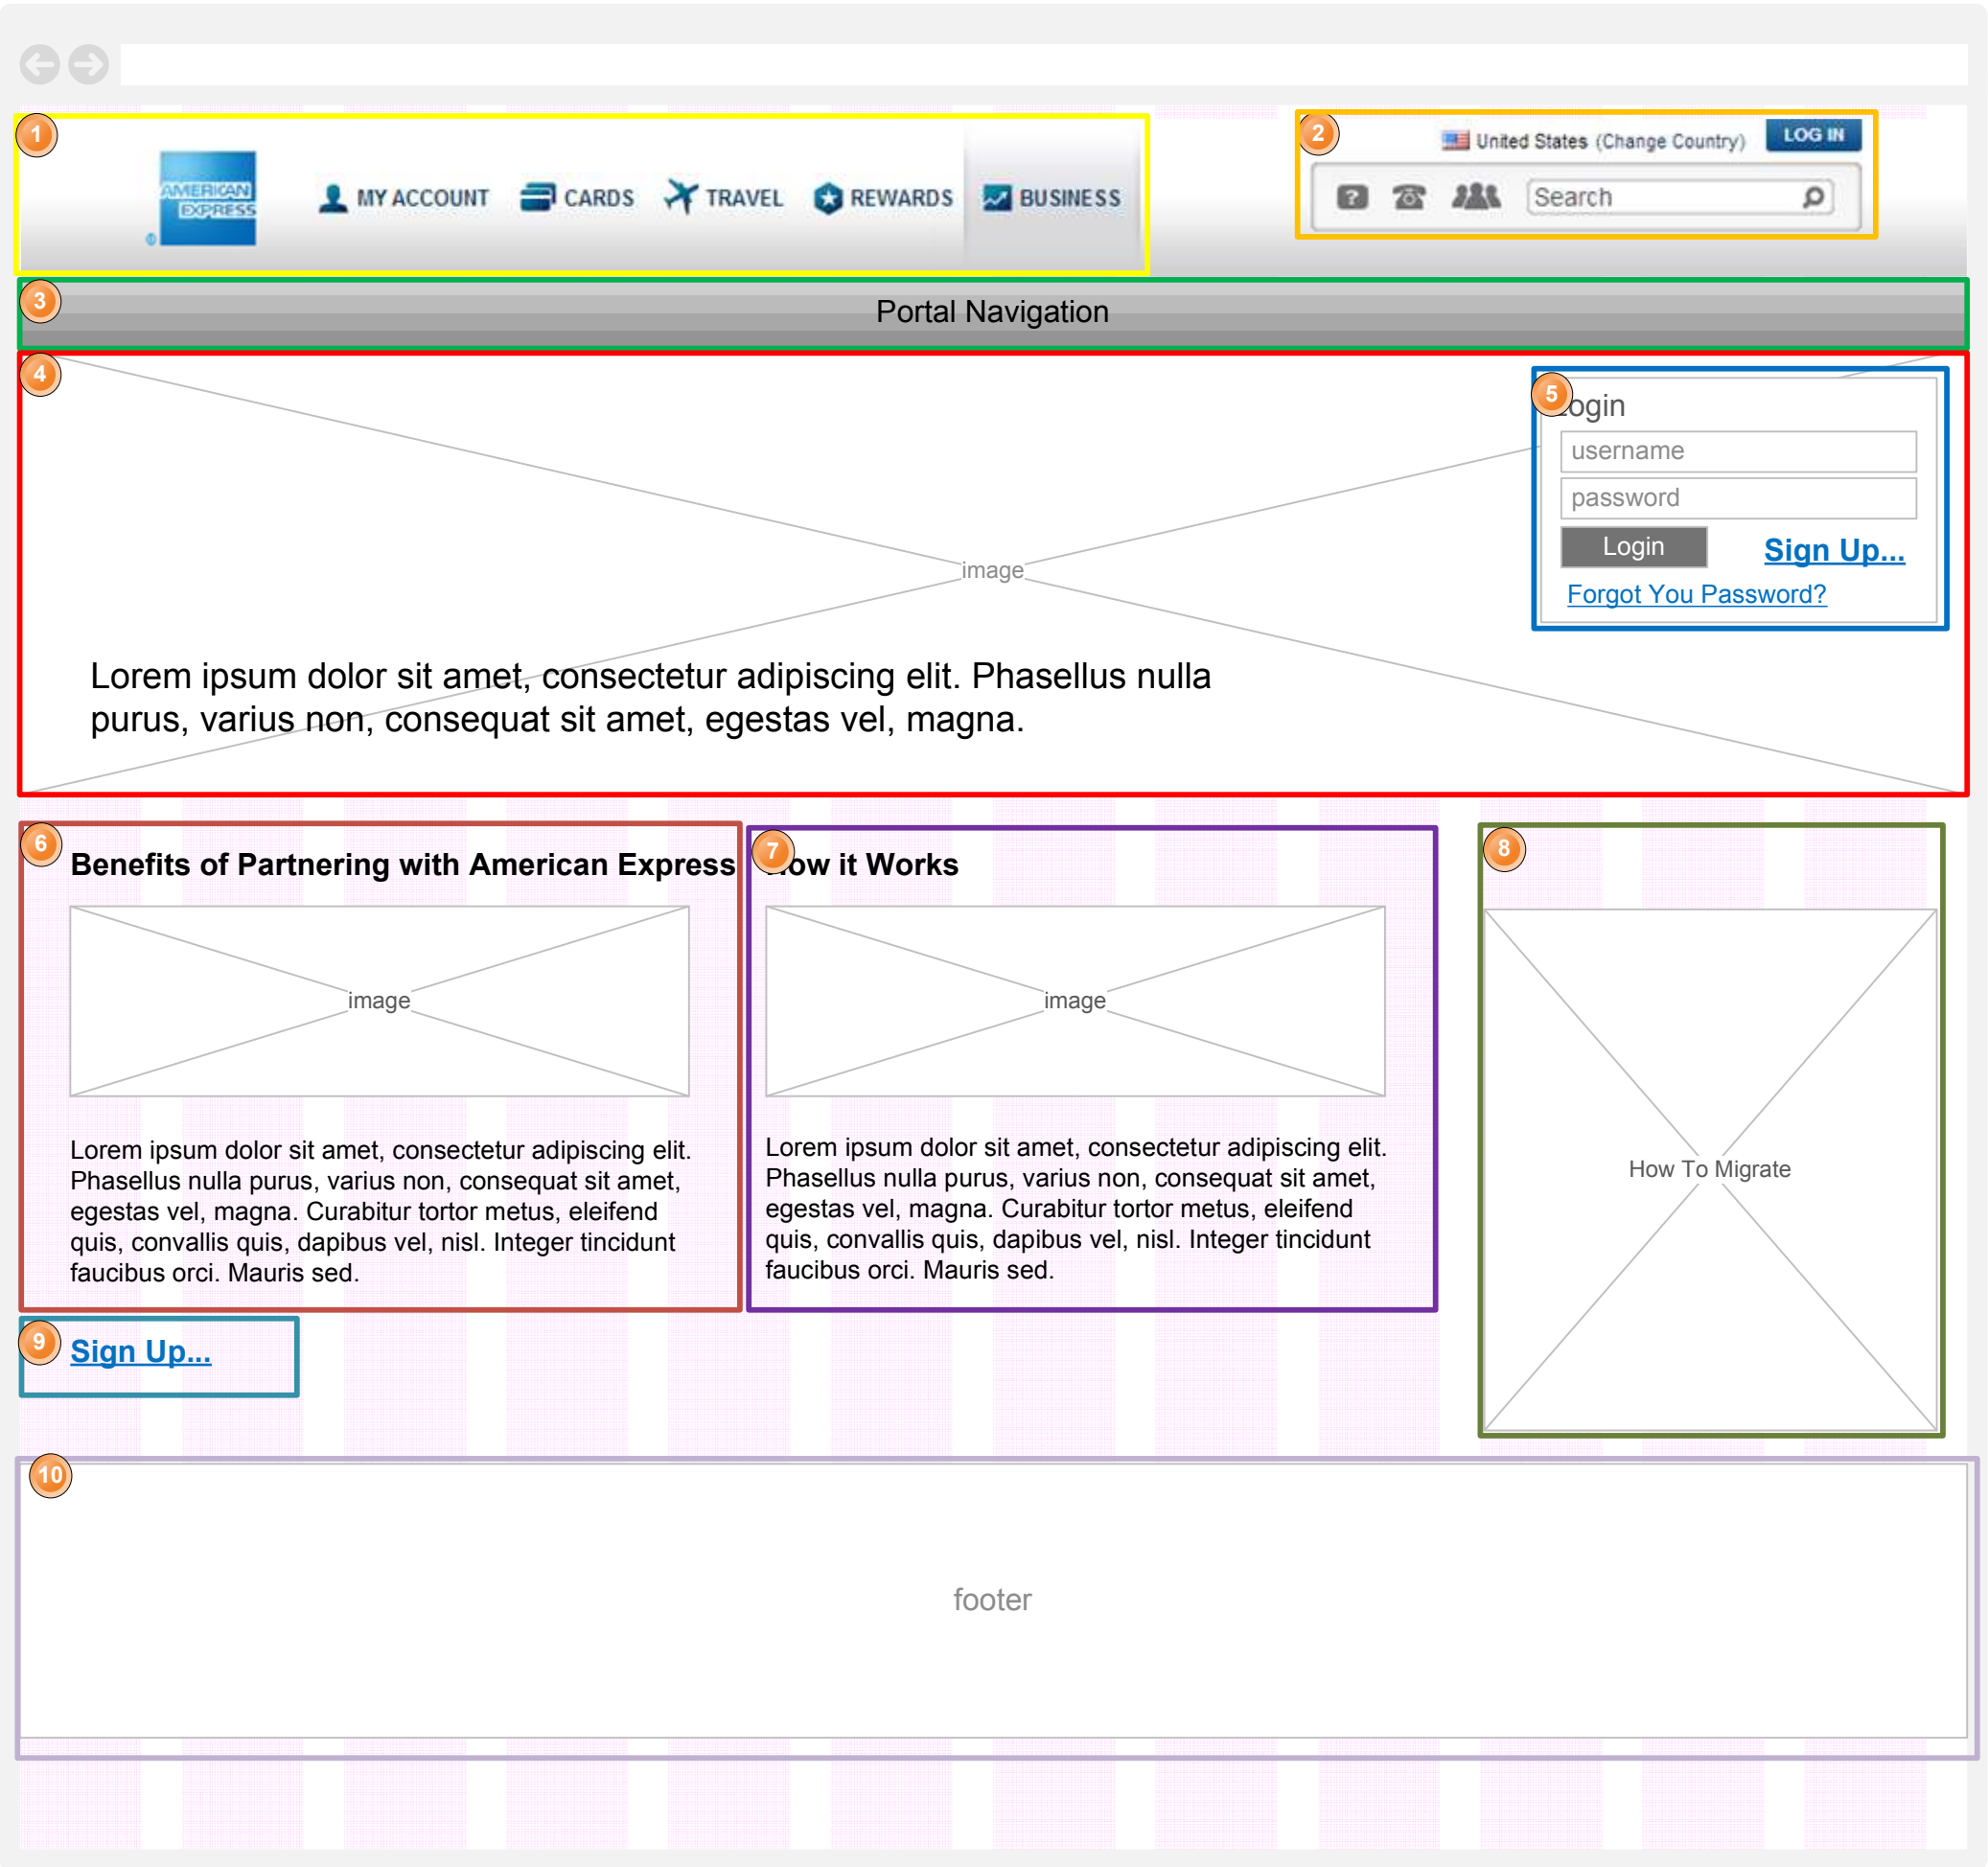 1
2
United States (Change Country)
LOG IN
AMERICAN
EXPRESS
®
MY ACCOUNT
CARDS
TRAVEL
REWARDS
BUSINESS
?
Search
3
Portal Navigation
4
5
Login
username
password
Login
Sign Up...
Forgot You Password?
image
Lorem ipsum dolor sit amet, consectetur adipiscing elit. Phasellus nulla
purus, varius non, consequat sit amet, egestas vel, magna.
6
Benefits of Partnering with American Express
image
Lorem ipsum dolor sit amet, consectetur adipiscing elit.
Phasellus nulla purus, varius non, consequat sit amet,
egestas vel, magna. Curabitur tortor metus, eleifend
quis, convallis quis, dapibus vel, nisl. Integer tincidunt
faucibus orci. Mauris sed.
7
How it Works
image
Lorem ipsum dolor sit amet, consectetur adipiscing elit.
Phasellus nulla purus, varius non, consequat sit amet,
egestas vel, magna. Curabitur tortor metus, eleifend
quis, convallis quis, dapibus vel, nisl. Integer tincidunt
faucibus orci. Mauris sed.
8
How To Migrate
9
Sign Up...
10
footer